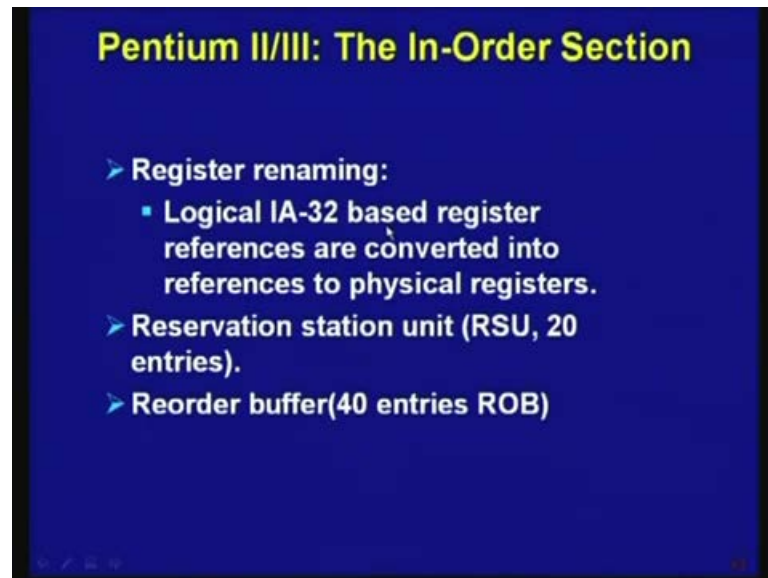 Pentium II/III: The In-Order Section
Register renaming:
Logical IA-32 based register
references are converted into
references to physical registers.
Reservation station unit (RSU, 20
entries).
Reorder buffer(40 entries ROB)